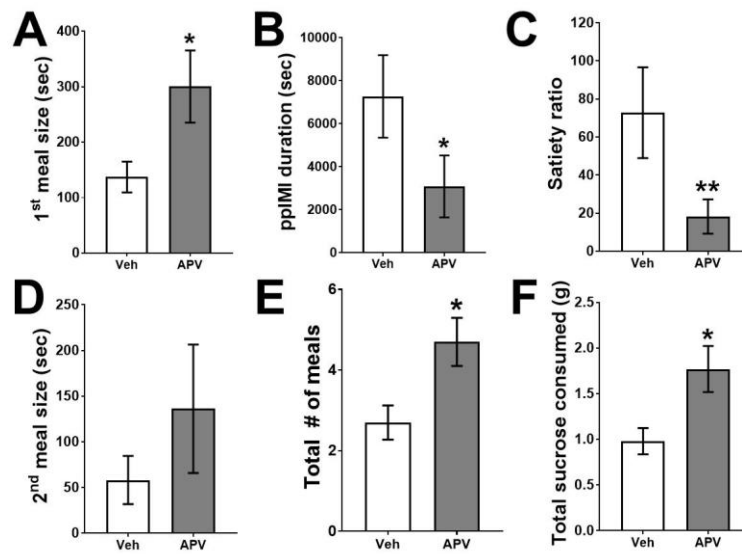 A
1st meal size (sec)
400
300
200
100
0
*
Veh
APV
B
ppIMI duration (sec)
10000
8000
6000
4000
2000
0
*
Veh
APV
C
Satiety ratio
120
100
80
60
40
20
0
**
Veh
APV
D
2nd meal size (sec)
250
200
150
100
50
0
Veh
APV
E
Total # of meals
6
4
2
0
*
Veh
APV
F
Total sucrose consumed (g)
2.5
2.0
1.5
1.0
0.5
0.0
*
Veh
APV